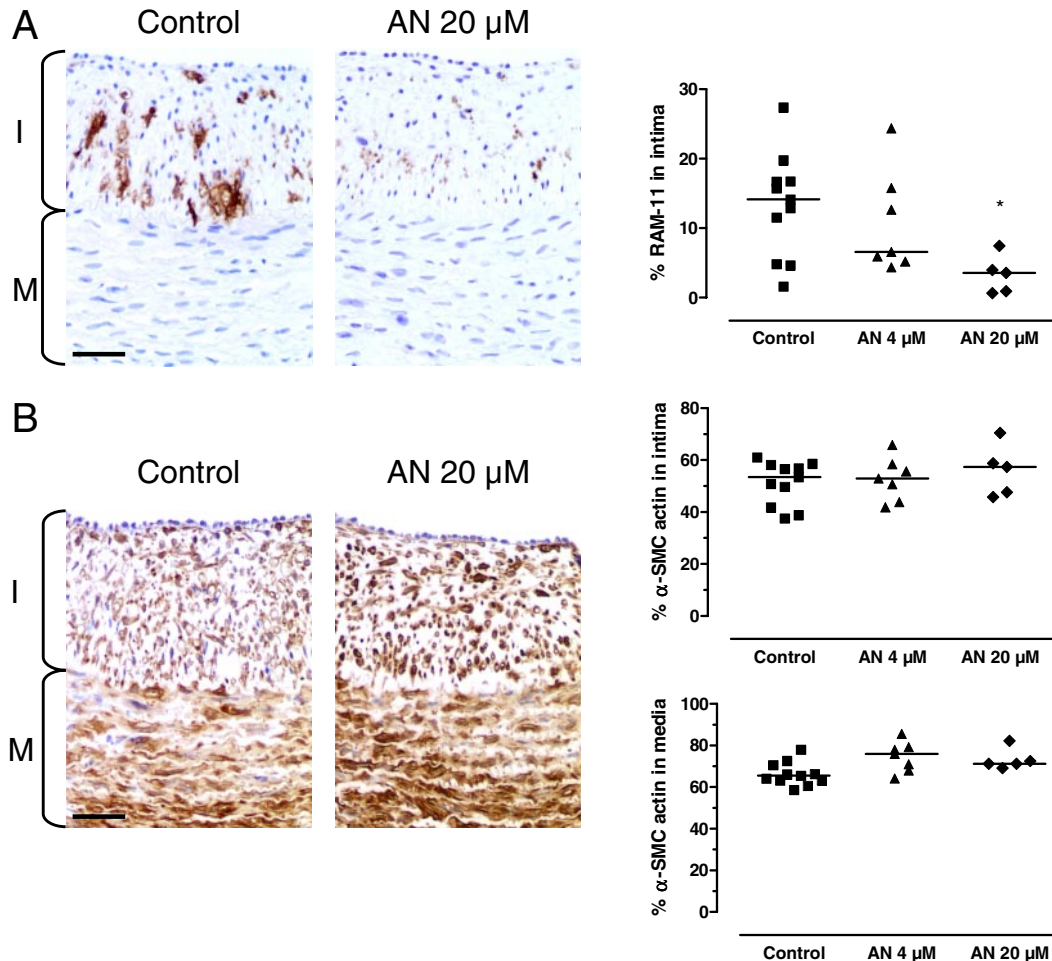 A
Control
AN 20 µM
I
M
% RAM-11 in intima
30
20
10
0
*
Control
AN 4 µM
AN 20 µM
B
Control
AN 20 µM
I
M
% α-SMC actin in intima
80
60
40
20
0
Control
AN 4 µM
AN 20 µM
% α-SMC actin in media
100
80
60
40
20
0
Control
AN 4 µM
AN 20 µM